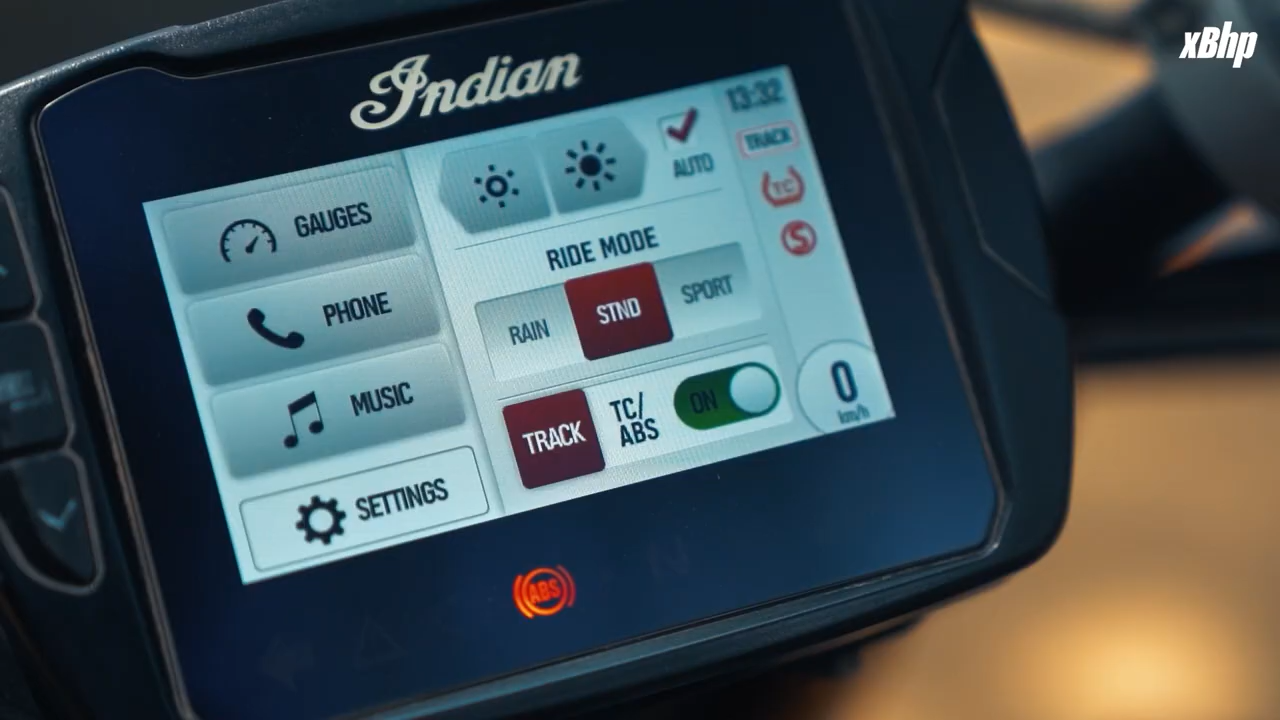 xBhp
Indian
13:32
GAUGES
PHONE
MUSIC
SETTINGS
AUTO
RIDE MODE
RAIN
STND
SPORT
TRACK
TC/
ABS
ON
TRACK
TC
S
0
km/h
ABS